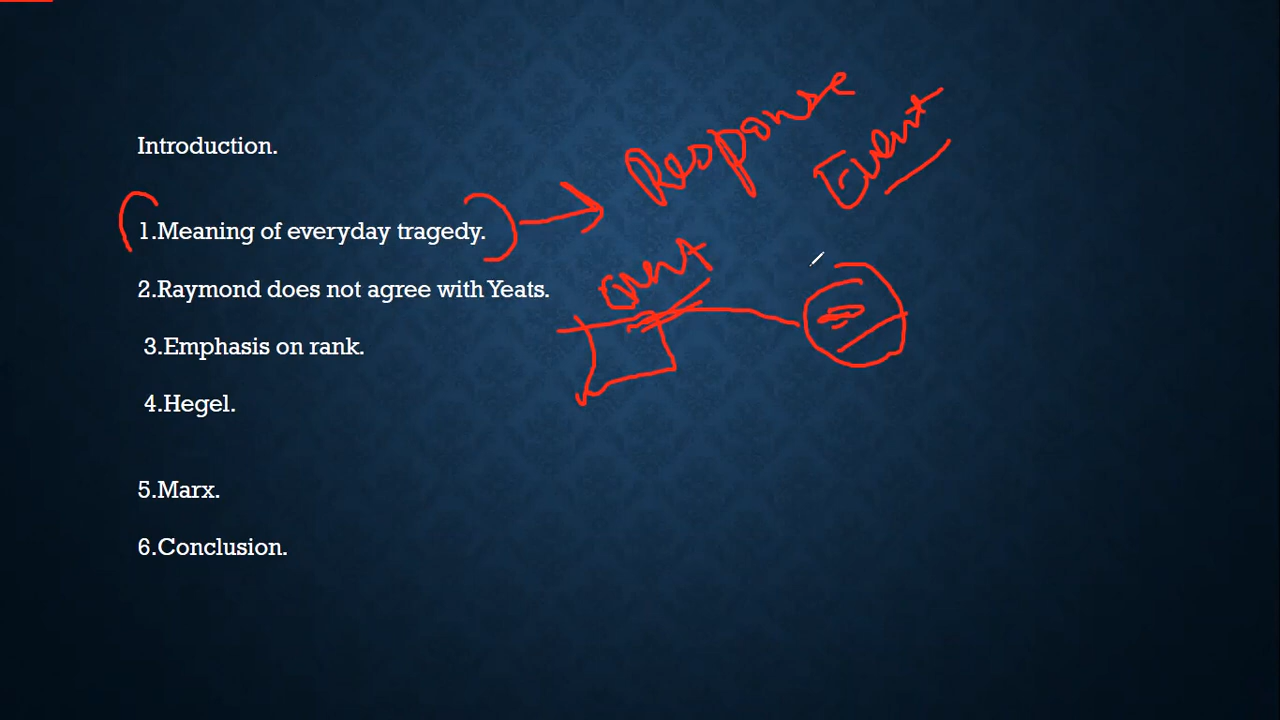 Introduction.
Response
Event
1.Meaning of everyday tragedy.
event
2.Raymond does not agree with Yeats.
3.Emphasis on rank.
4.Hegel.
5.Marx.
6.Conclusion.